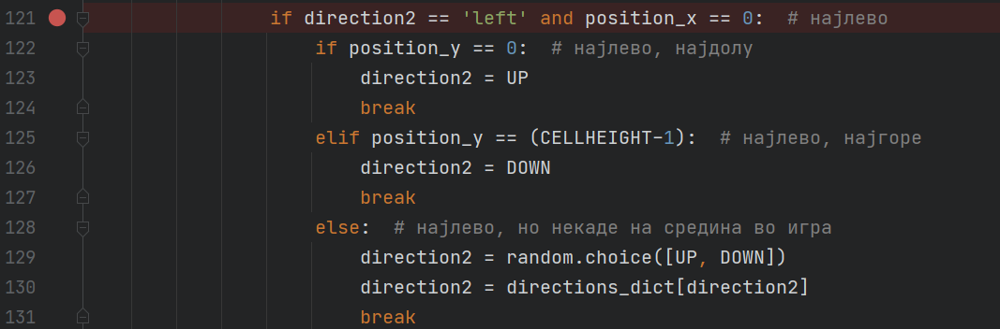 121 if direction2 == 'left' and position_x == 0:  # најлево
122 if position_y == 0:  # најлево, најдолу
123 direction2 = UP
124 break
125 elif position_y == (CELLHEIGHT-1):  # најлево, најгоре
126 direction2 = DOWN
127 break
128 else:  # најлево, но некаде на средина во игра
129 direction2 = random.choice([UP, DOWN])
130 direction2 = directions_dict[direction2]
131 break